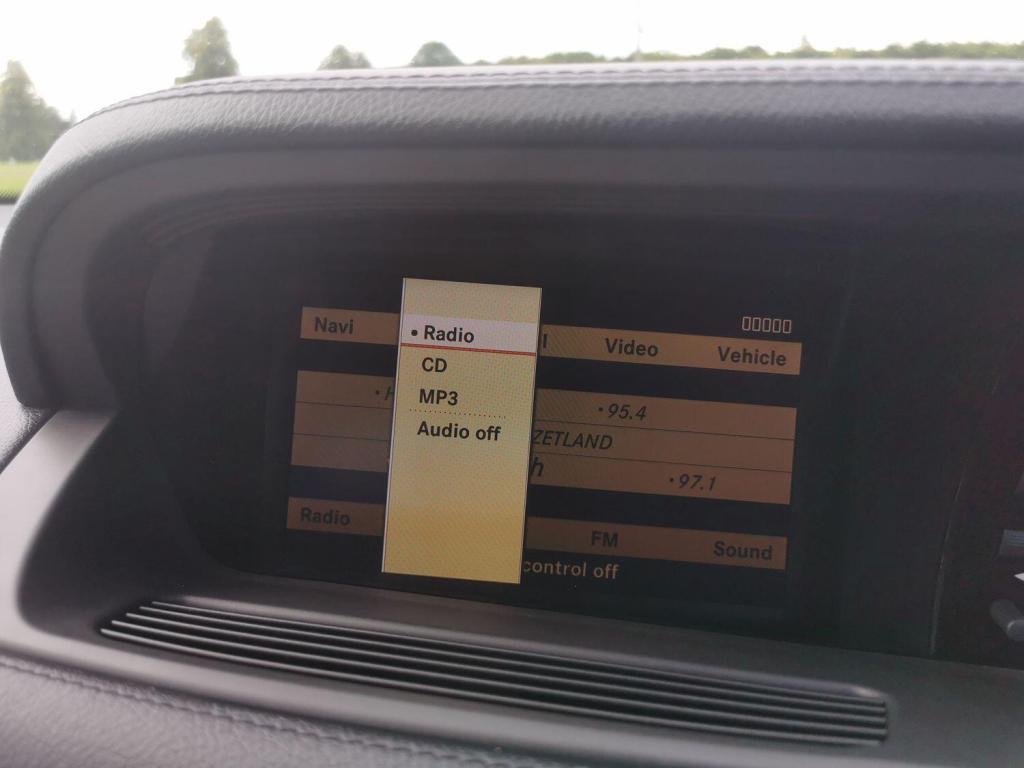 Navi
Video
Vehicle
• Radio
CD
MP3
Audio off
•95.4
ZETLAND
•97.1
Radio
FM
Sound
control off